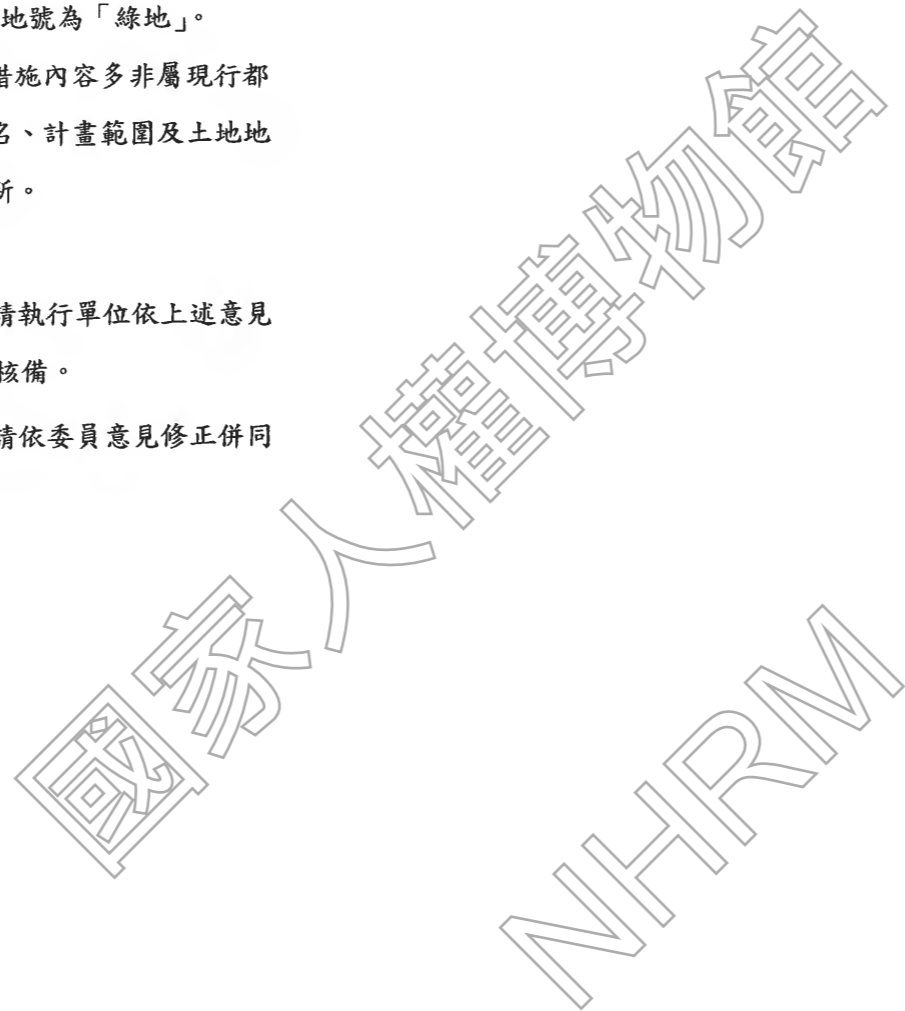 地號為「綠地」。
措施內容多非屬現行都
名、計畫範圍及土地地
析。
請執行單位依上述意見
核備。
請依委員意見修正併同
國家人權博物館
NHRM